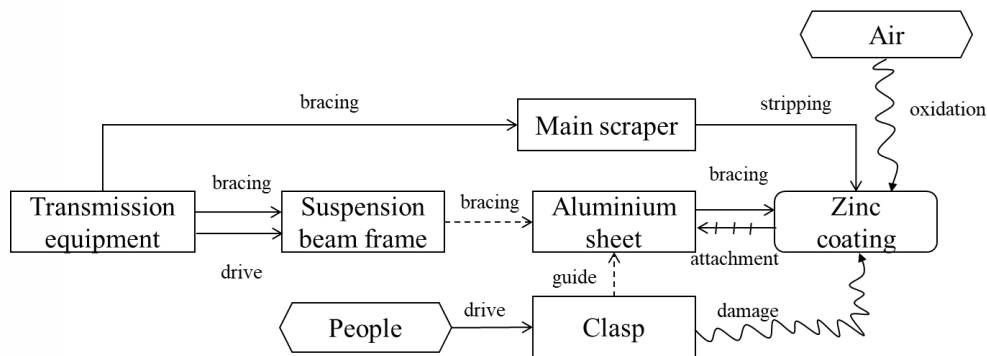 Air
bracing
stripping
oxidation
Main scraper
bracing
bracing
bracing
Transmission
equipment
Suspension
beam frame
Aluminium
sheet
Zinc
coating
drive
guide
attachment
People
drive
Clasp
damage